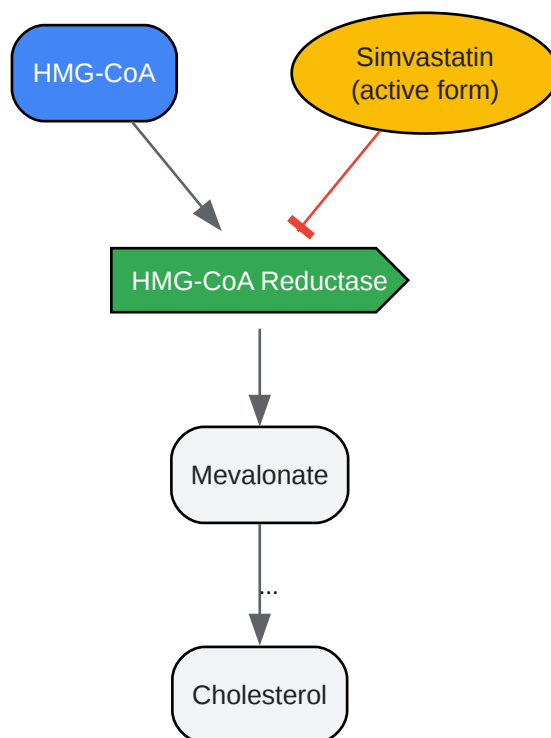 HMG-CoA
Simvastatin
(active form)
HMG-CoA Reductase
Mevalonate
...
Cholesterol